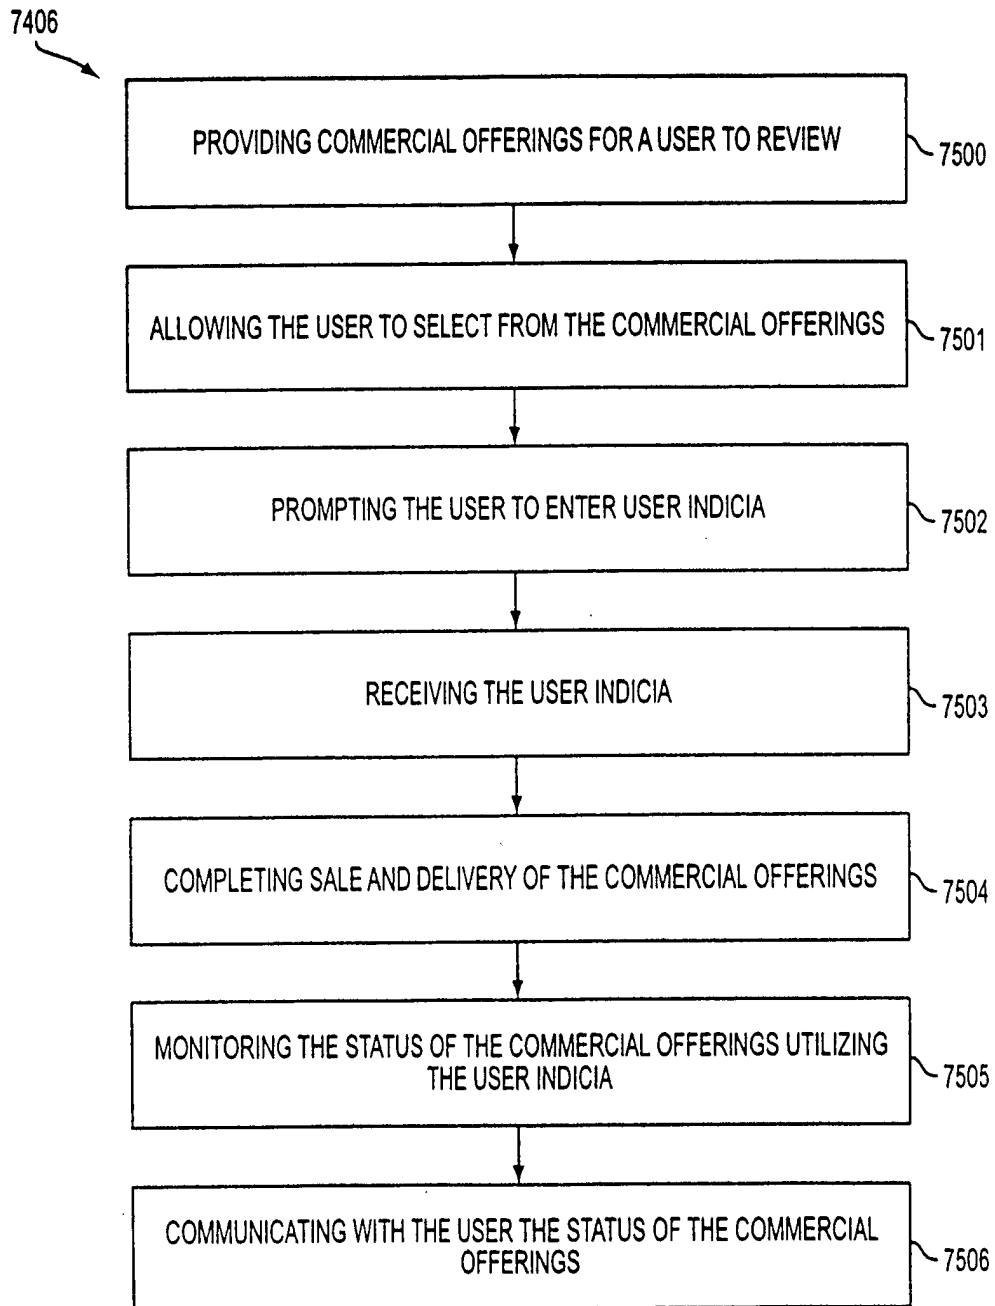 7406
PROVIDING COMMERCIAL OFFERINGS FOR A USER TO REVIEW
7500
ALLOWING THE USER TO SELECT FROM THE COMMERCIAL OFFERINGS
7501
PROMPTING THE USER TO ENTER USER INDICIA
7502
RECEIVING THE USER INDICIA
7503
COMPLETING SALE AND DELIVERY OF THE COMMERCIAL OFFERINGS
7504
MONITORING THE STATUS OF THE COMMERCIAL OFFERINGS UTILIZING
THE USER INDICIA
7505
COMMUNICATING WITH THE USER THE STATUS OF THE COMMERCIAL
OFFERINGS
7506